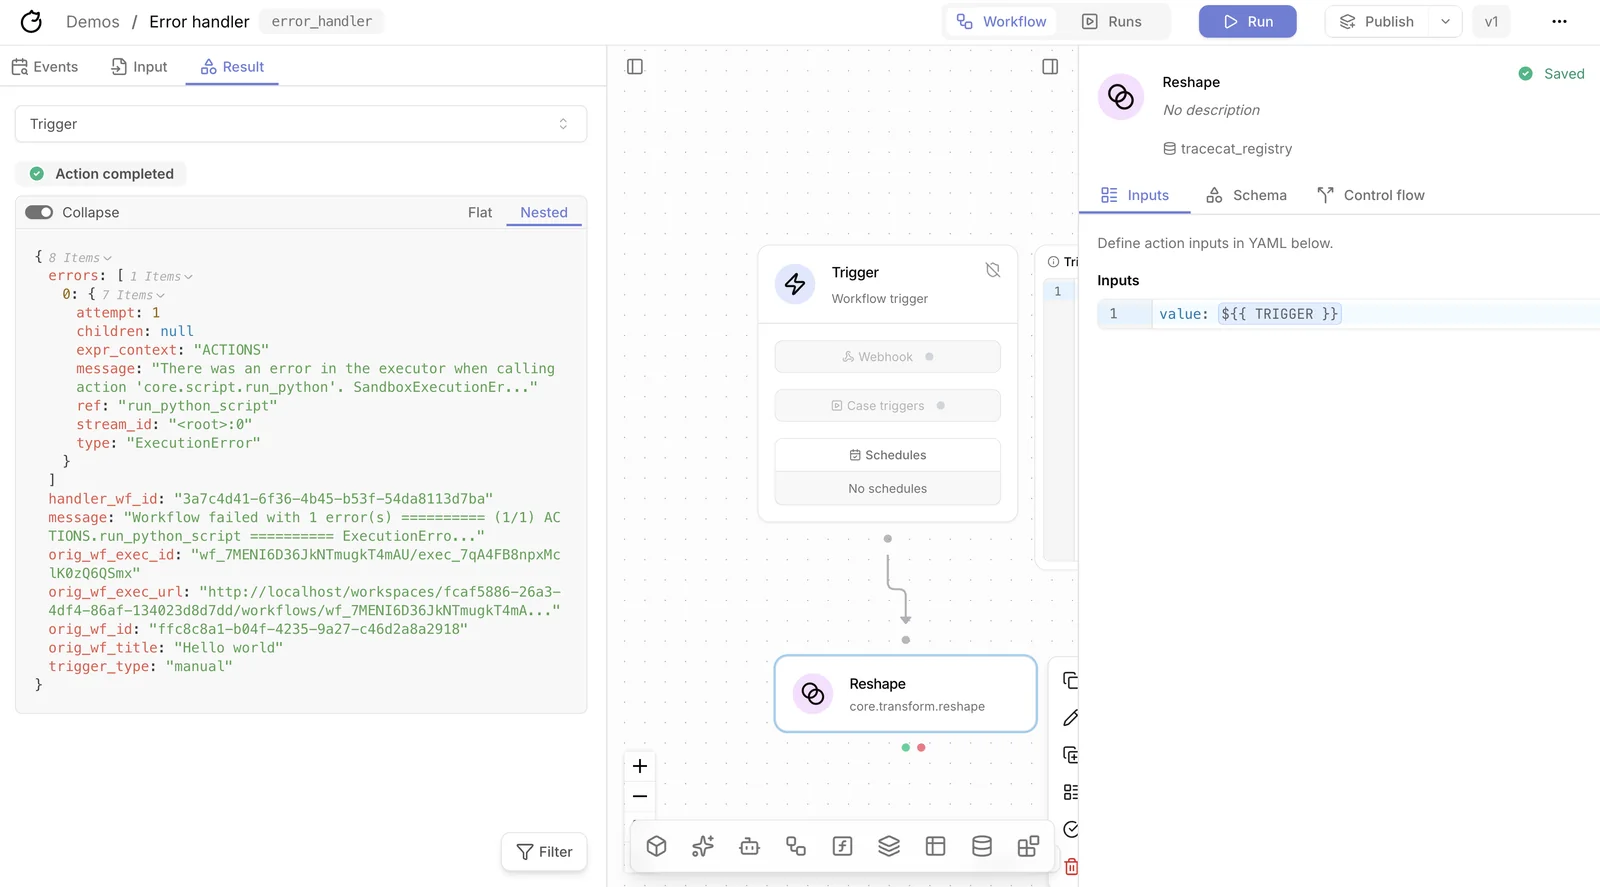 Demos / Error handler error_handler
Workflow
Runs
Run
Publish
v1
Events
Input
Result
Trigger
Action completed
Collapse
Flat
Nested
{ 8 Items
errors: [ 1 Items
0: { 7 Items
attempt: 1
children: null
expr_context: "ACTIONS"
message: "There was an error in the executor when calling
action 'core.script.run_python'. SandboxExecutionEr..."
ref: "run_python_script"
stream_id: "<root>:0"
type: "ExecutionError"
}
]
handler_wf_id: "3a7c4d41-6f36-4b45-b53f-54da8113d7ba"
message: "Workflow failed with 1 error(s) ========== (1/1) AC
TIONS.run_python_script ========== ExecutionErro..."
orig_wf_exec_id: "wf_7MENI6D36JkNTmugkT4mAU/exec_7qA4FB8npxMc
lK0zQ6QSmx"
orig_wf_exec_url: "http://localhost/workspaces/fcaf5886-26a3-
4df4-86af-134023d8d7dd/workflows/wf_7MENI6D36JkNTmugkT4mA..."
orig_wf_id: "ffc8c8a1-b04f-4235-9a27-c46d2a8a2918"
orig_wf_title: "Hello world"
trigger_type: "manual"
}
Filter
Trigger
Workflow trigger
Webhook
Case triggers
Schedules
No schedules
Tri
1
Reshape
core.transform.reshape
Reshape
No description
tracecat_registry
Saved
Inputs
Schema
Control flow
Define action inputs in YAML below.
Inputs
1 value: ${{ TRIGGER }}